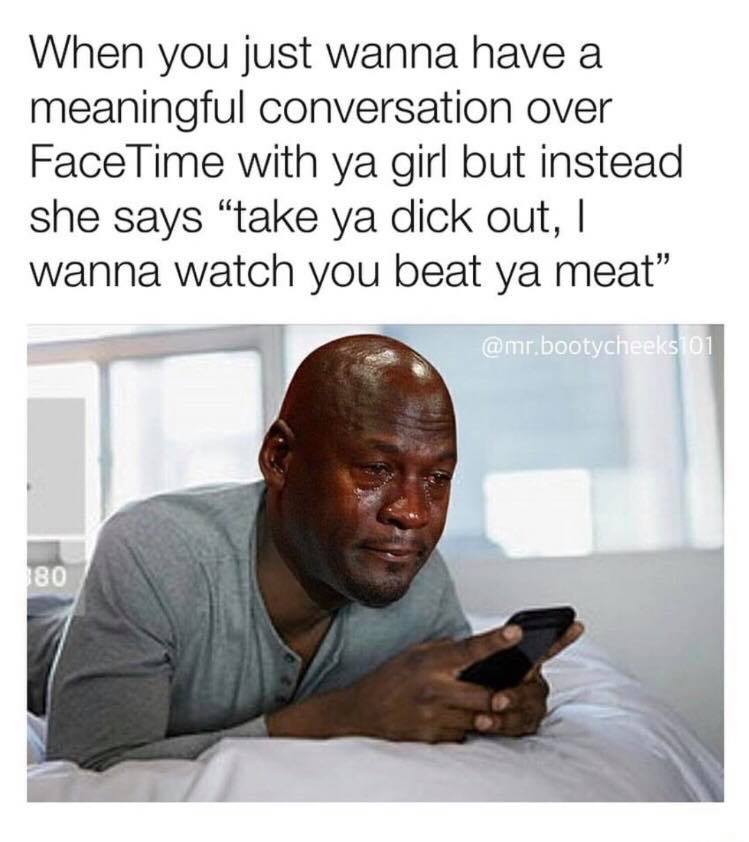 When you just wanna have a
meaningful conversation over
FaceTime with ya girl but instead
she says “take ya dick out, I
wanna watch you beat ya meat”
@mr.bootycheeks101
380